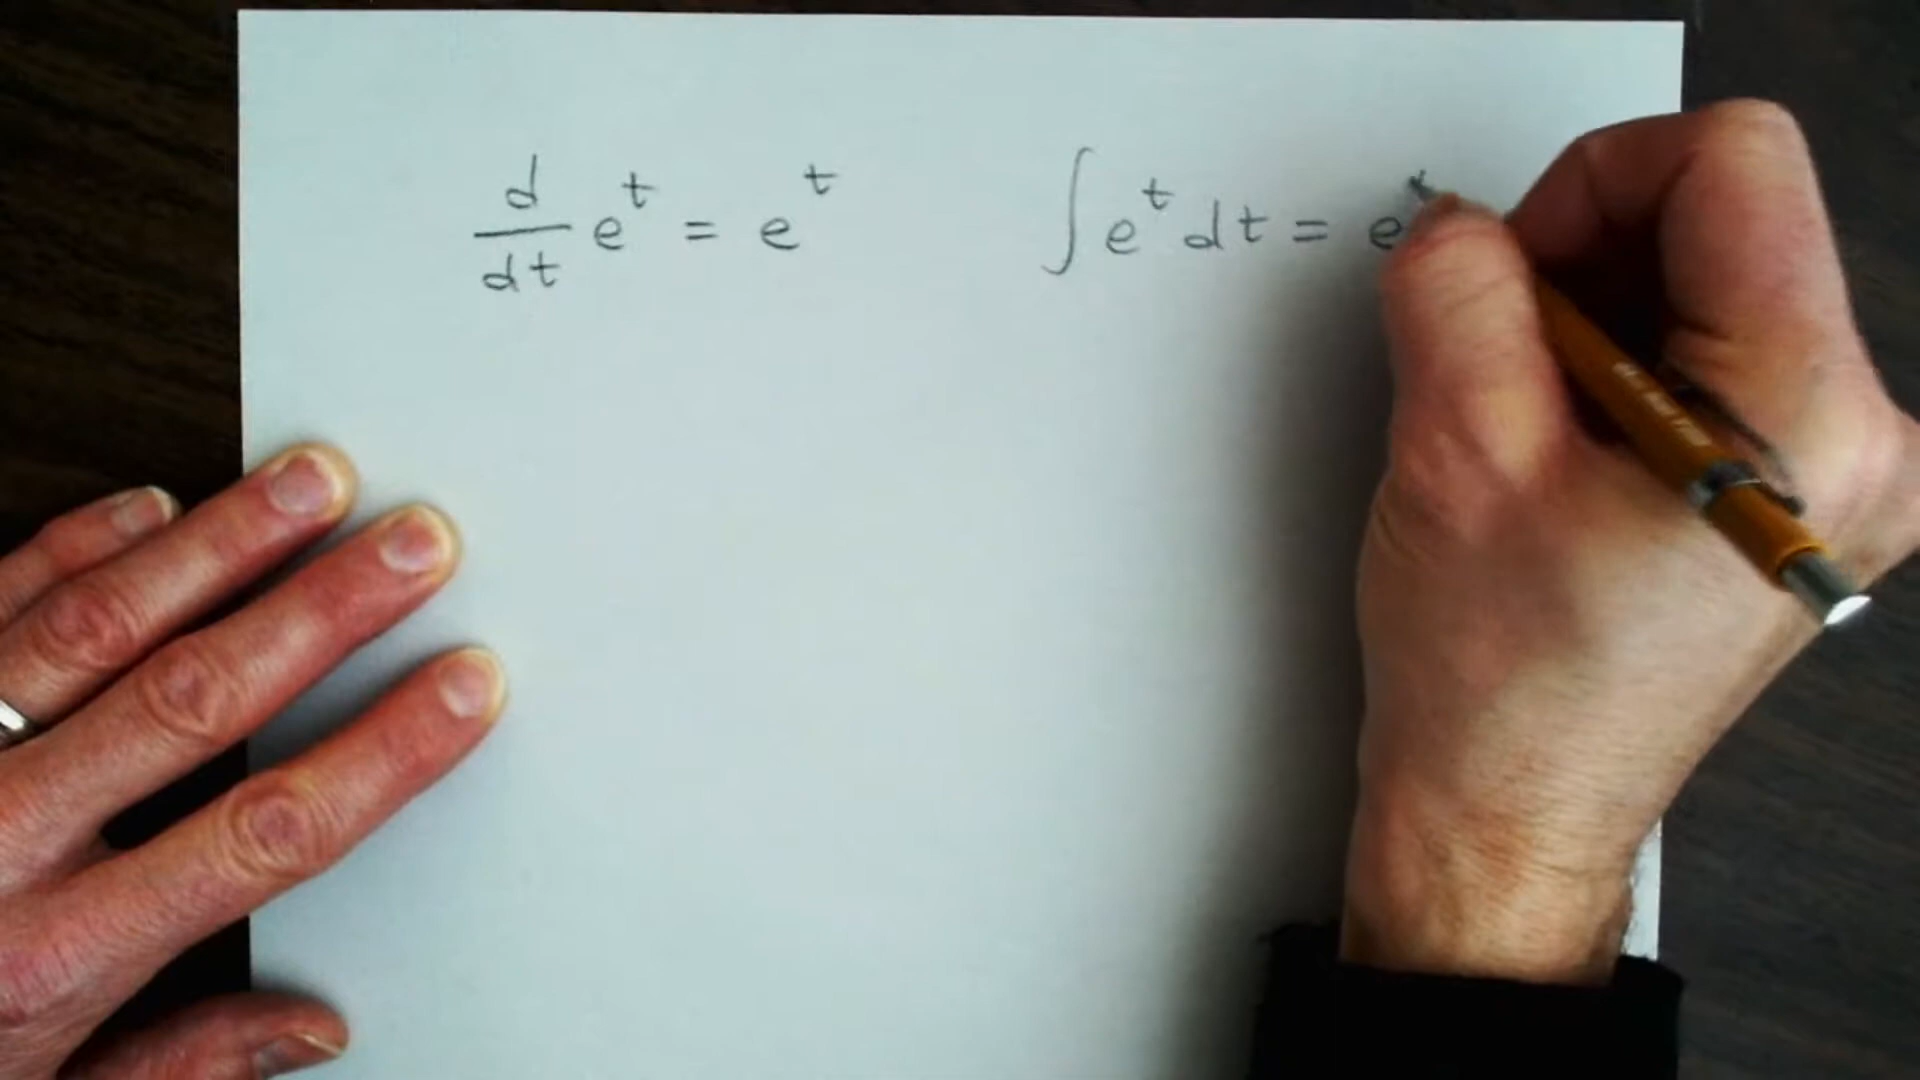 d/dt e^t = e^t
∫ e^t dt = e